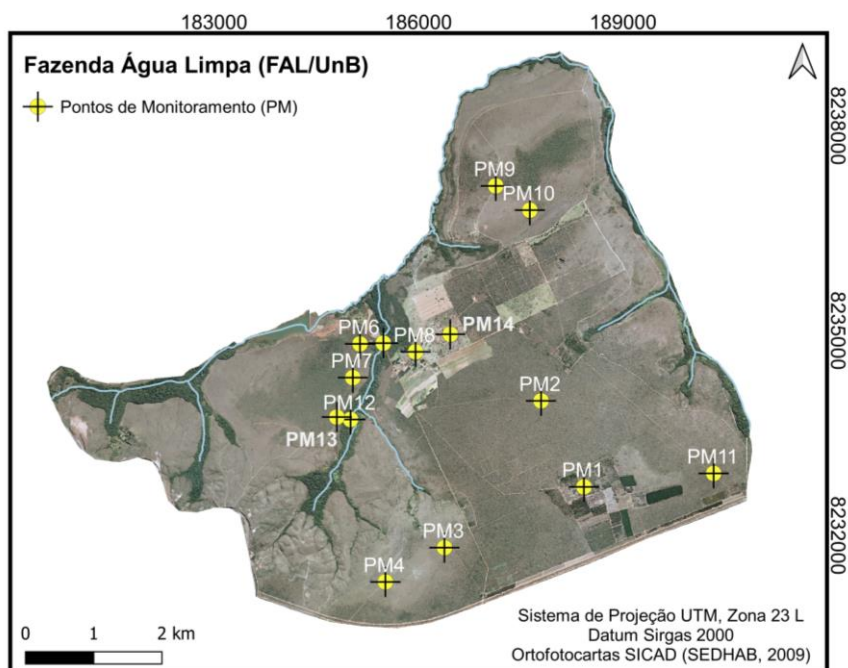 183000 186000 189000
Fazenda Água Limpa (FAL/UnB)
Pontos de Monitoramento (PM)
8238000
PM9
PM10
PM6
PM8
PM14
8235000
PM7
PM2
PM12
PM13
PM11
PM1
PM3
8232000
PM4
Sistema de Projeção UTM, Zona 23 L
0 1 2 km
Datum Sirgas 2000
Ortofotocartas SICAD (SEDHAB, 2009)